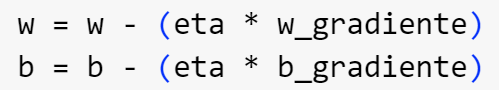 w = w - (eta * w_gradiente)
b = b - (eta * b_gradiente)